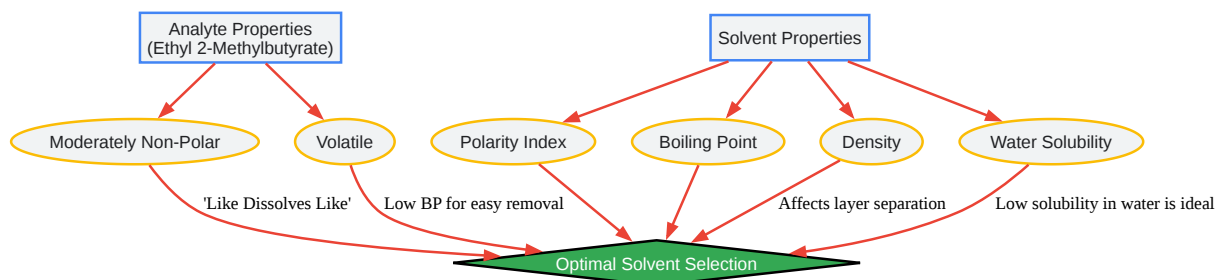 Analyte Properties
(Ethyl 2-Methylbutyrate)
Solvent Properties
Moderately Non-Polar
Volatile
Polarity Index
Boiling Point
Density
Water Solubility
'Like Dissolves Like'
Low BP for easy removal
Affects layer separation
Low solubility in water is ideal
Optimal Solvent Selection